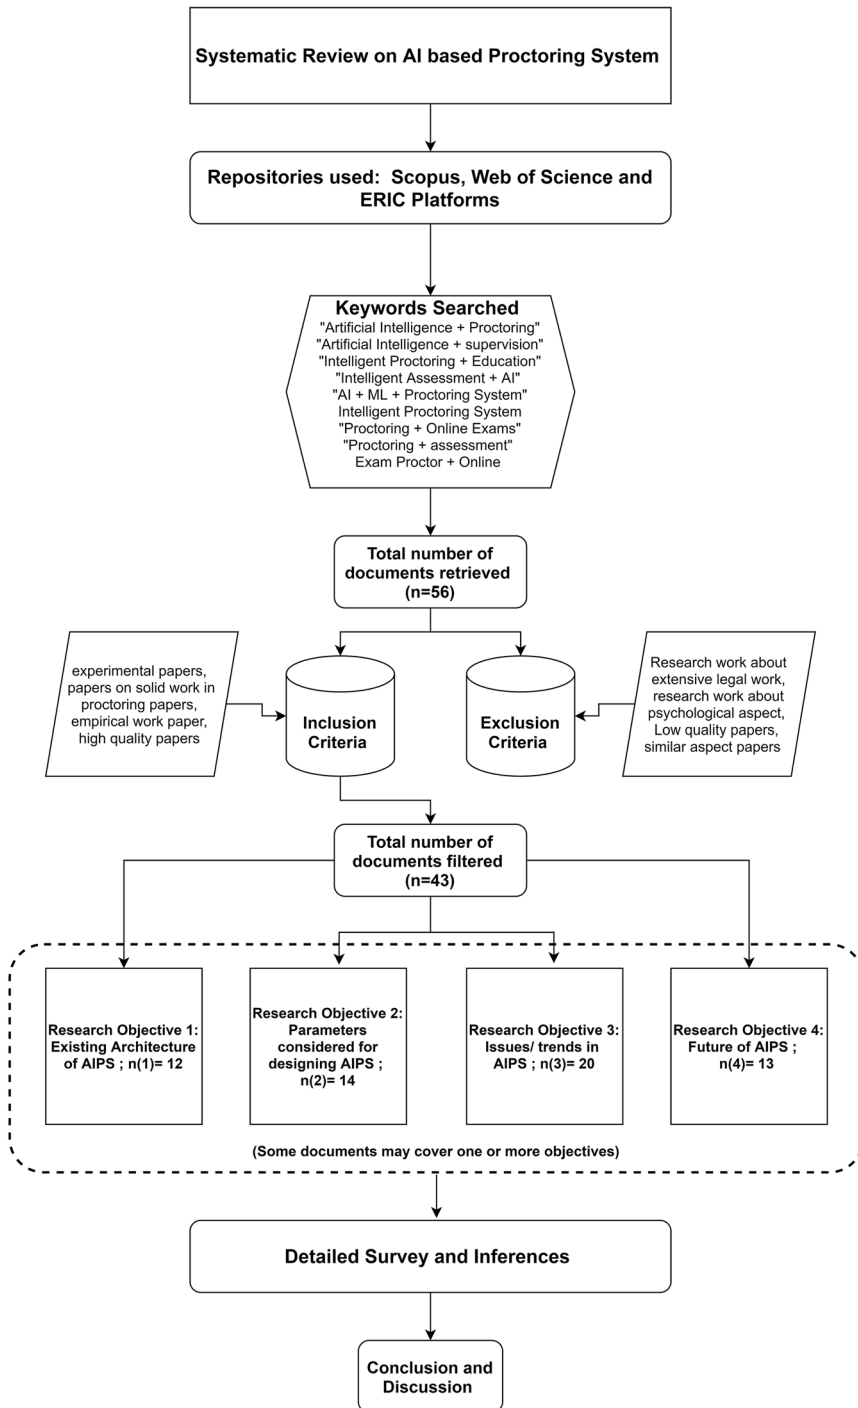 Systematic Review on AI based Proctoring System
Repositories used: Scopus, Web of Science and
ERIC Platforms
Keywords Searched
"Artificial Intelligence + Proctoring"
"Artificial Intelligence + supervision"
"Intelligent Proctoring + Education"
"Intelligent Assessment + AI"
"AI + ML + Proctoring System"
Intelligent Proctoring System
"Proctoring + Online Exams"
"Proctoring + assessment"
Exam Proctor + Online
Total number of
documents retrieved
(n=56)
experimental papers,
papers on solid work in
proctoring papers,
empirical work paper,
high quality papers
Inclusion
Criteria
Exclusion
Criteria
Research work about
extensive legal work,
research work about
psychological aspect,
Low quality papers,
similar aspect papers
Total number of
documents filtered
(n=43)
Research Objective 1:
Existing Architecture
of AIPS ; n(1)= 12
Research Objective 2:
Parameters
considered for
designing AIPS ;
n(2)= 14
Research Objective 3:
Issues/ trends in
AIPS ; n(3)= 20
Research Objective 4:
Future of AIPS ;
n(4)= 13
(Some documents may cover one or more objectives)
Detailed Survey and Inferences
Conclusion and
Discussion